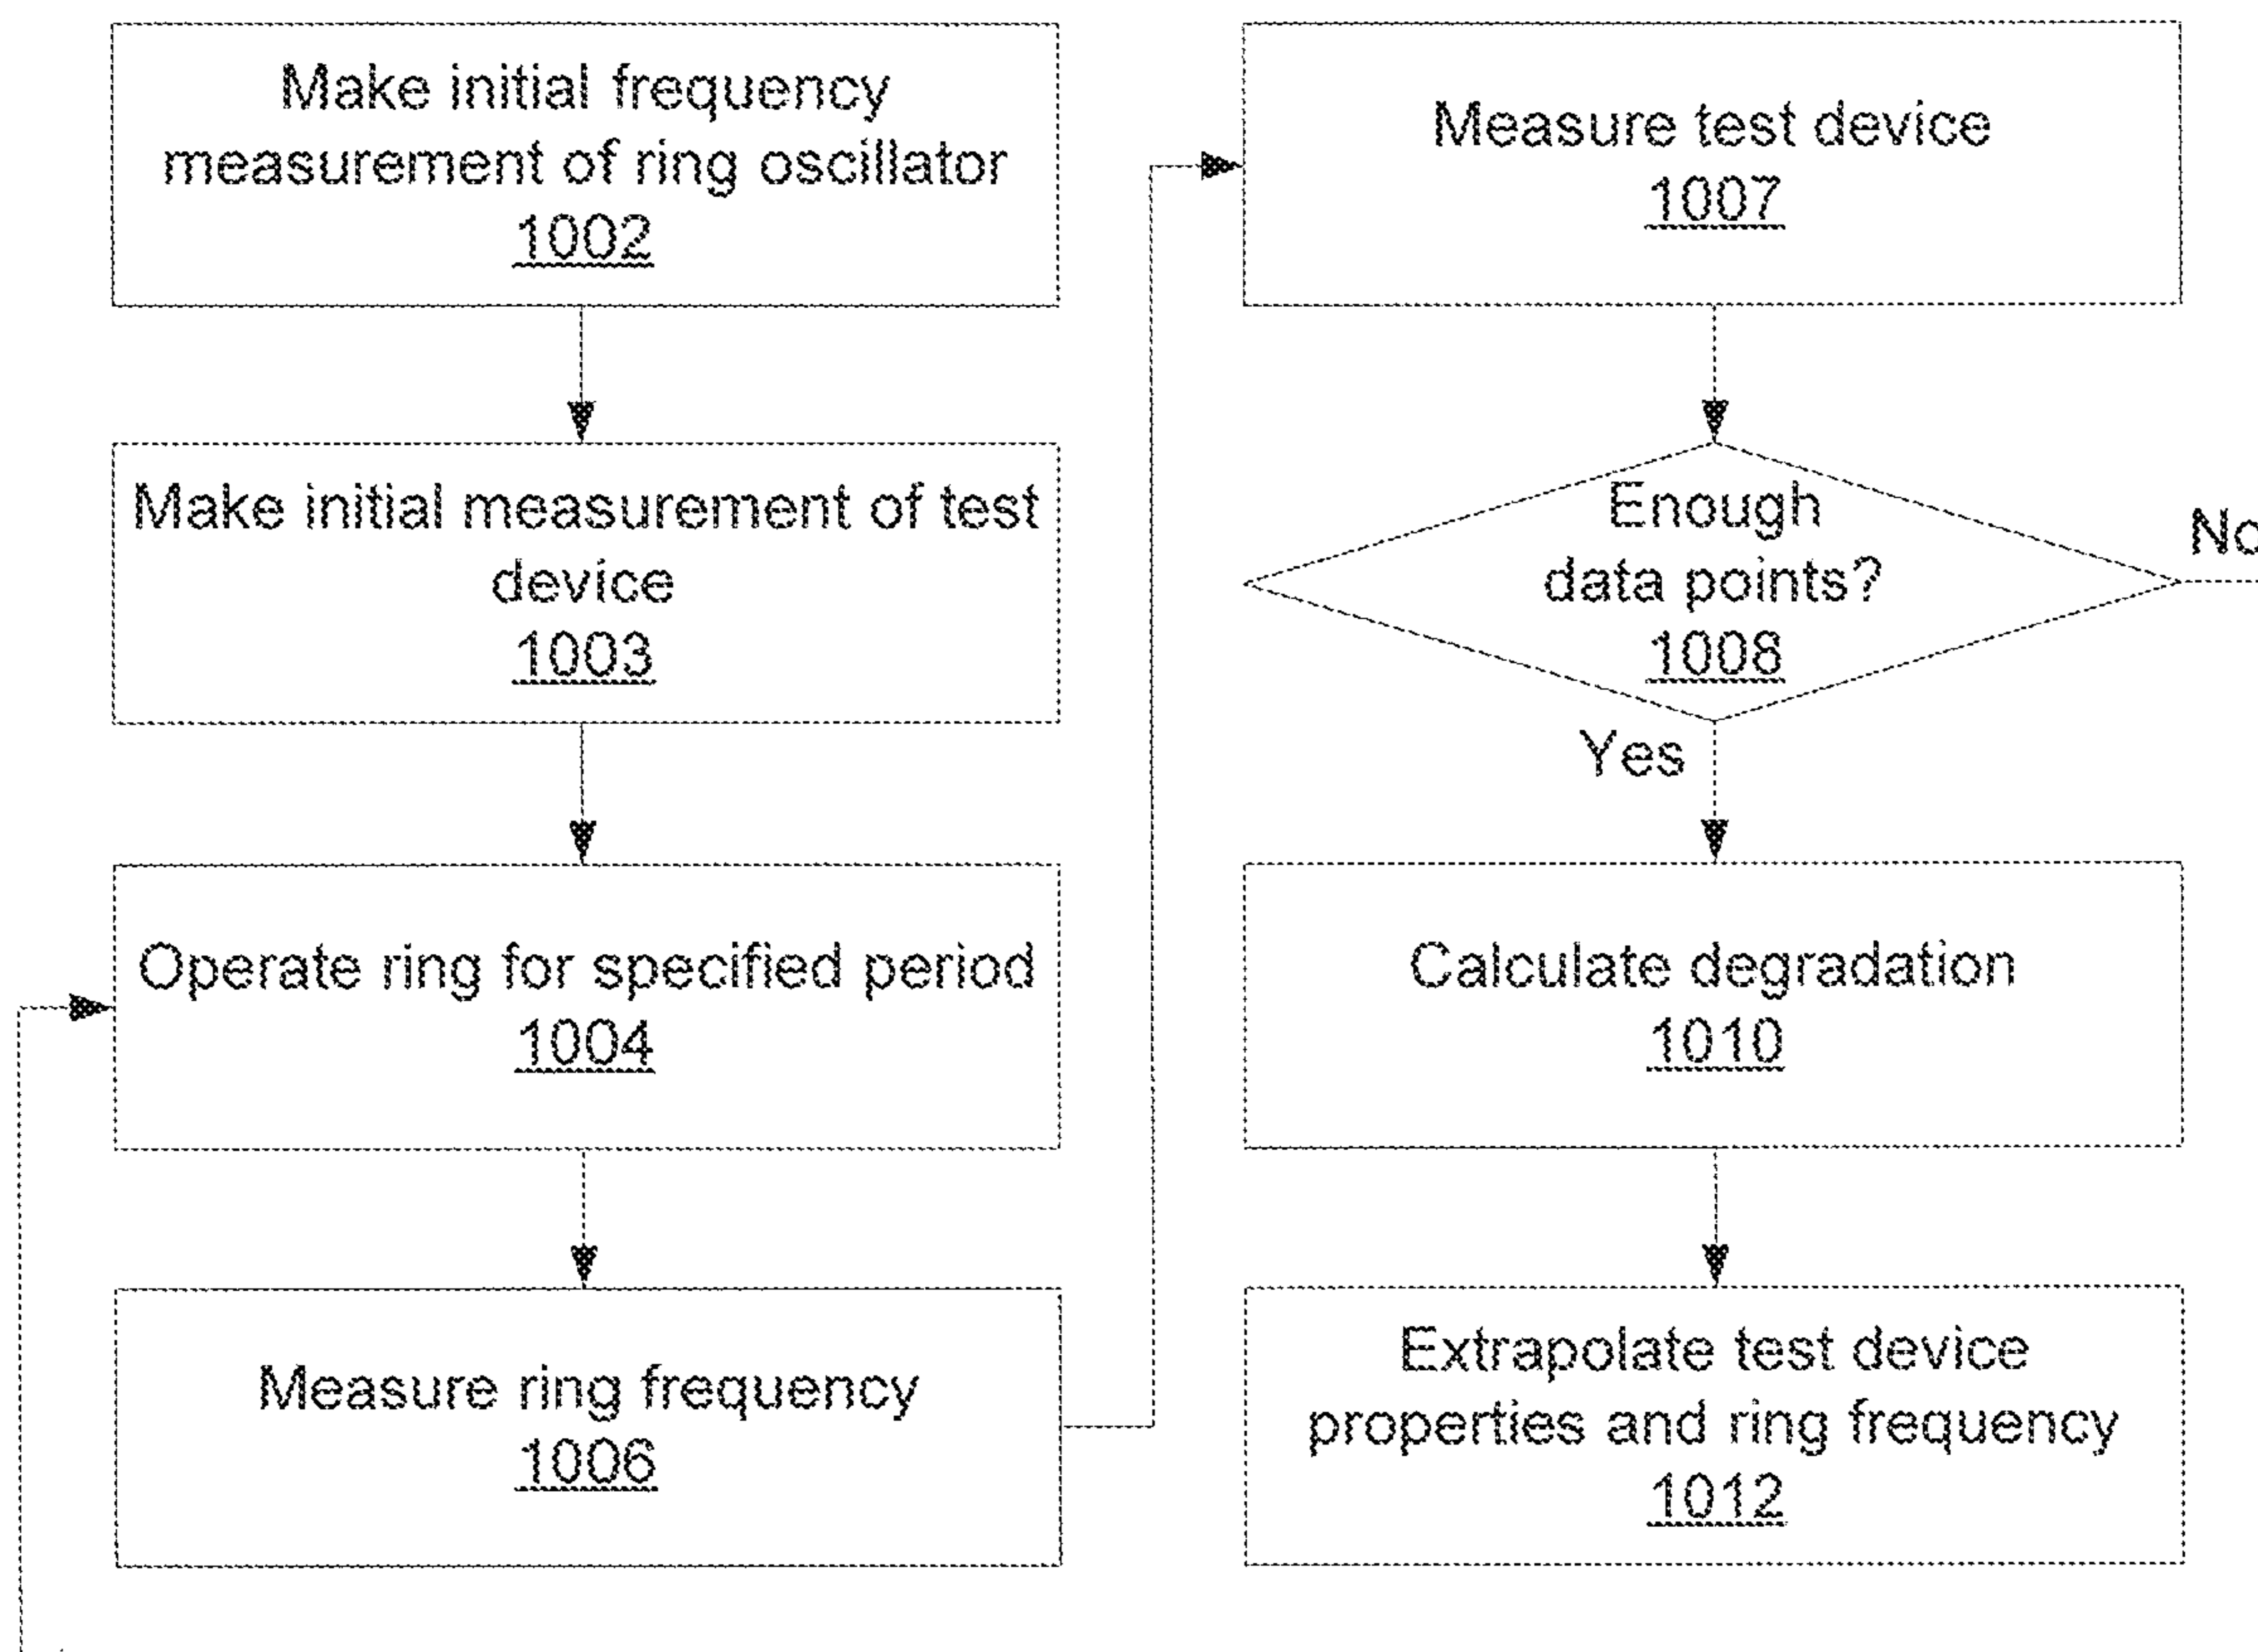 Make initial frequency
measurement of ring oscillator
1002
Make initial measurement of test
device
1003
Operate ring for specified period
1004
Measure ring frequency
1006
Measure test device
1007
Enough
data points?
1008
No
Yes
Calculate degradation
1010
Extrapolate test device
properties and ring frequency
1012